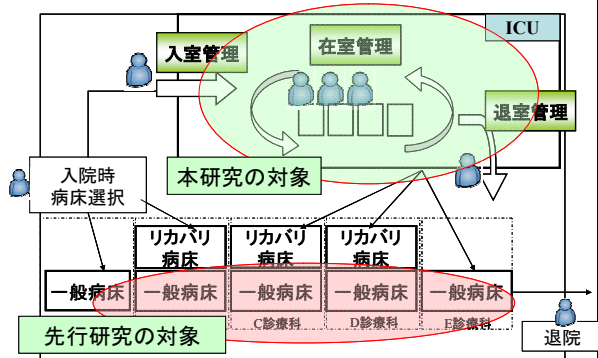 ICU
入室管理
在室管理
退室管理
本研究の対象
入院時
病床選択
リカバリ
病床
リカバリ
病床
リカバリ
病床
一般病床
一般病床
一般病床
一般病床
一般病床
C診療科
D診療科
E診療科
先行研究の対象
退院